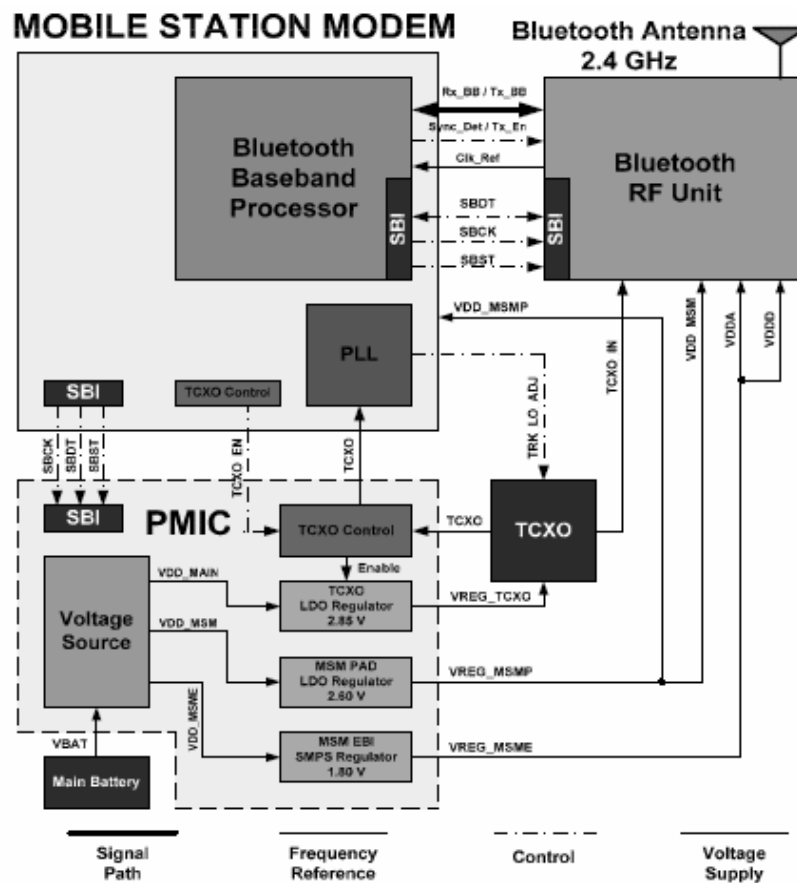 MOBILE STATION MODEM
Bluetooth Antenna
2.4 GHz
Rx_BB / Tx_BB
Sync_Det / Tx_En
Clk_Ref
Bluetooth
Baseband
Processor
SBI
SBDT
SBCK
SBST
SBI
Bluetooth
RF Unit
VDD_MSMP
PLL
TCXO_IN
VDD_MSM
VDDA
VDDD
SBI
TCXO Control
SBCK
SBDT
SBST
TCXO_EN
TCXO
TRK_LO_ADJ
SBI
PMIC
TCXO Control
TCXO
TCXO
Enable
Voltage
Source
VDD_MAIN
TCXO
LDO Regulator
2.85 V
VREG_TCXO
VDD_MSM
MSM PAD
LDO Regulator
2.60 V
VREG_MSMP
VDD_MSME
MSM EBI
SMPS Regulator
1.80 V
VREG_MSME
VBAT
Main Battery
Signal
Path
Frequency
Reference
Control
Voltage
Supply